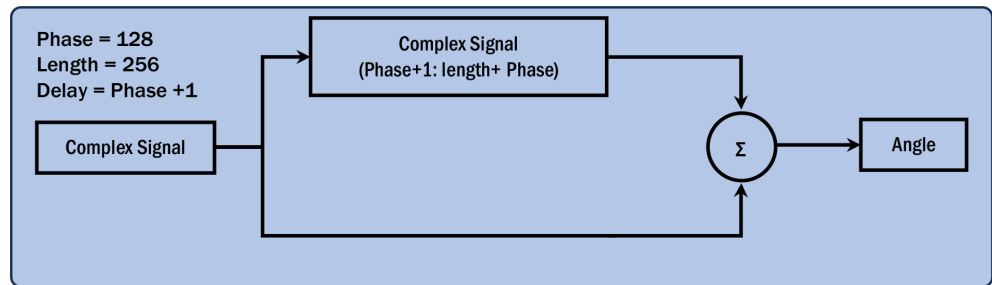 Phase = 128
Length = 256
Delay = Phase +1
Complex Signal
Complex Signal
(Phase+1: length+ Phase)
Σ
Angle